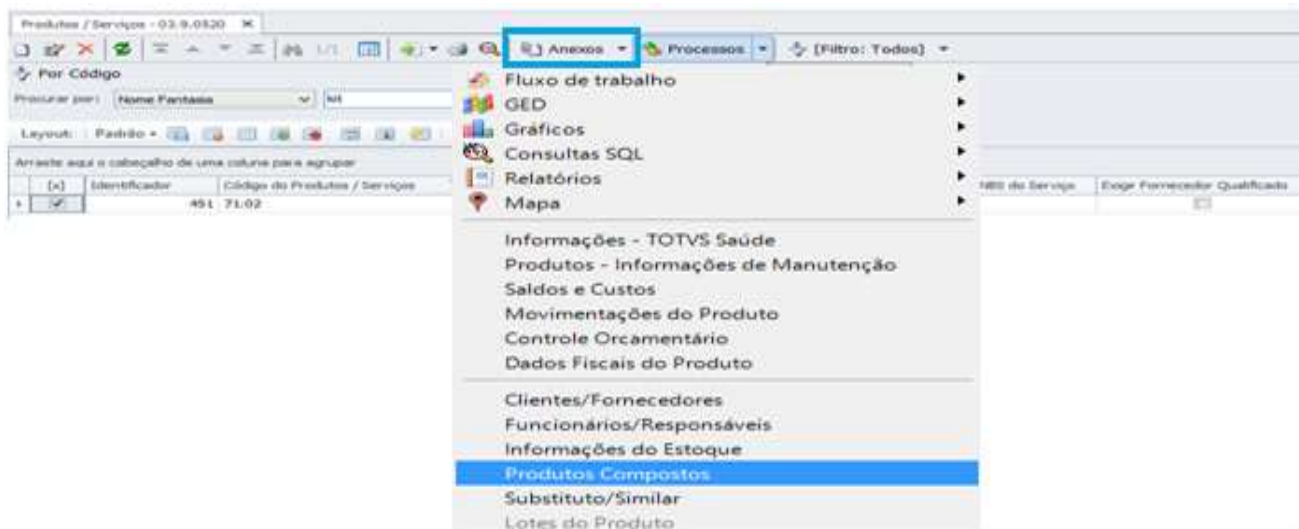 Produtos / Serviços - 03.9.0320
Anexos Processos [Filtro: Todos]
Por Código
Procurar por: Nome Fantasia kit
Layout: Padrão
Arraste aqui o cabeçalho de uma coluna para agrupar
[x] Identificador Código do Produtos / Serviços NBS do Serviço Exige Fornecedor Qualificado
451 71.02
Fluxo de trabalho
GED
Gráficos
Consultas SQL
Relatórios
Mapa
Informações - TOTVS Saúde
Produtos - Informações de Manutenção
Saldos e Custos
Movimentações do Produto
Controle Orcamentário
Dados Fiscais do Produto
Clientes/Fornecedores
Funcionários/Responsáveis
Informações do Estoque
Produtos Compostos
Substituto/Similar
Lotes do Produto